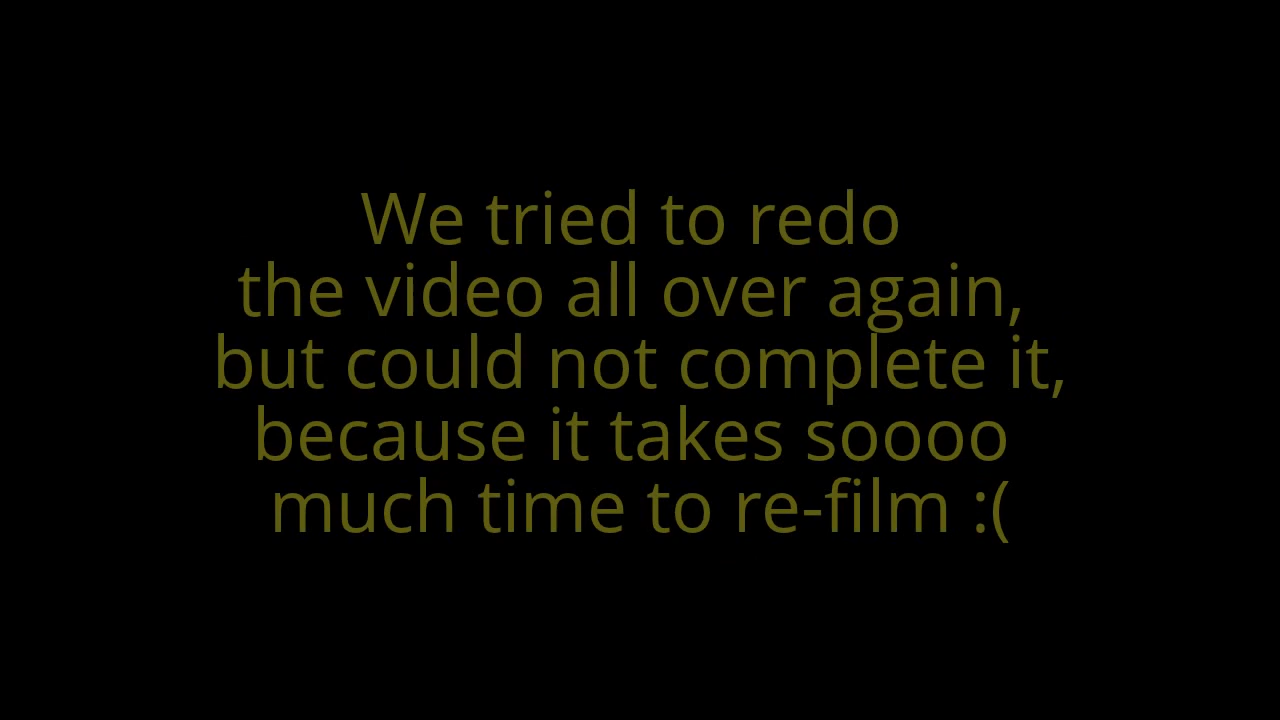 We tried to redo
the video all over again,
but could not complete it,
because it takes soooo
much time to re-film :(